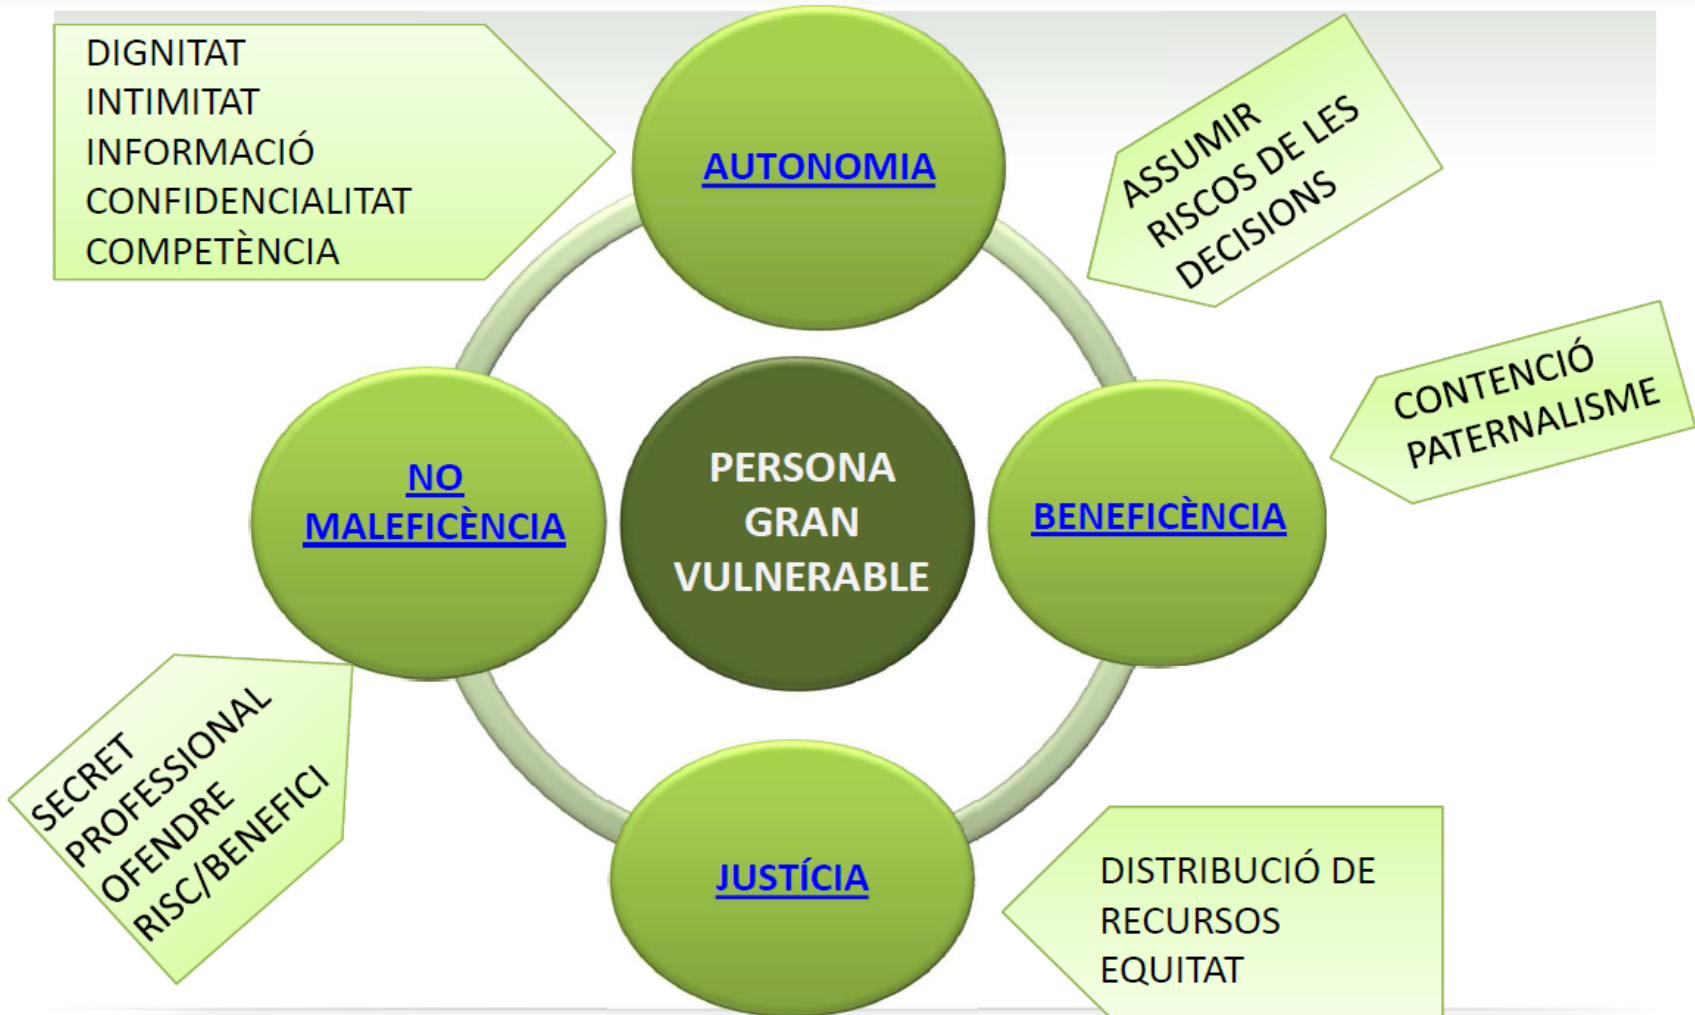 DIGNITAT
INTIMITAT
INFORMACIÓ
CONFIDENCIALITAT
COMPETÈNCIA
AUTONOMIA
ASSUMIR
RISCOS DE LES
DECISIONS
CONTENCIÓ
PATERNALISME
NO
MALEFICÈNCIA
PERSONA
GRAN
VULNERABLE
BENEFICÈNCIA
SECRET
PROFESSIONAL
OFENDRE
RISC/BENEFICI
JUSTÍCIA
DISTRIBUCIÓ DE
RECURSOS
EQUITAT